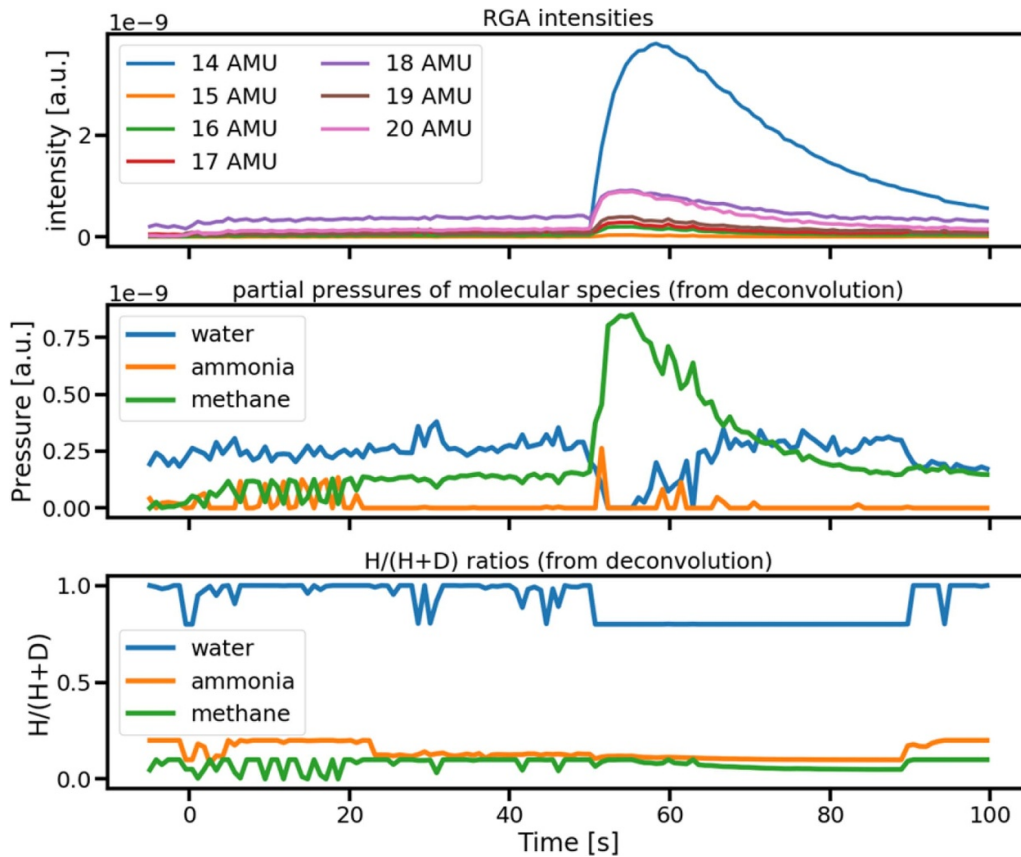 RGA intensities
1e−9
14 AMU
15 AMU
16 AMU
17 AMU
18 AMU
19 AMU
20 AMU
intensity [a.u.]
2
0
partial pressures of molecular species (from deconvolution)
1e−9
water
ammonia
methane
Pressure [a.u.]
0.75
0.50
0.25
0.00
H/(H+D) ratios (from deconvolution)
water
ammonia
methane
H/(H+D)
1.0
0.5
0.0
0 20 40 60 80 100
Time [s]